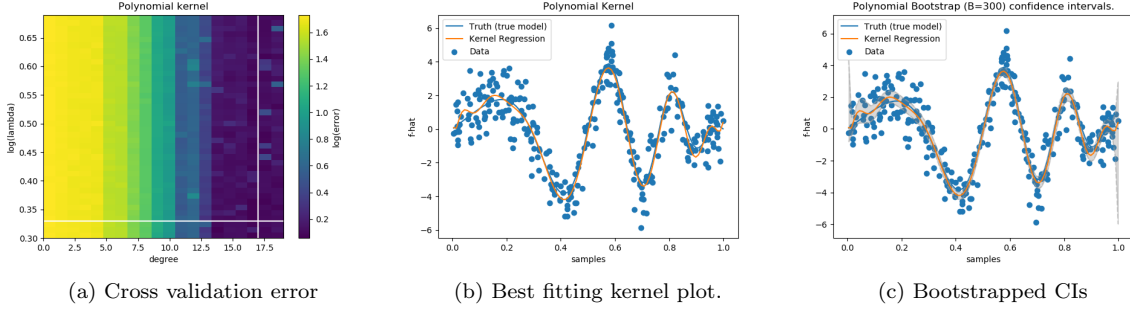 Polynomial kernel
log(lambda)
0.65
0.60
0.55
0.50
0.45
0.40
0.35
0.30
0.0 2.5 5.0 7.5 10.0 12.5 15.0 17.5
degree
1.6
1.4
1.2
1.0
0.8
0.6
0.4
0.2
log(error)
(a) Cross validation error
Polynomial Kernel
Truth (true model)
Kernel Regression
Data
f-hat
6
4
2
0
−2
−4
−6
0.0 0.2 0.4 0.6 0.8 1.0
samples
(b) Best fitting kernel plot.
Polynomial Bootstrap (B=300) confidence intervals.
Truth (true model)
Kernel Regression
Data
f-hat
6
4
2
0
−2
−4
−6
0.0 0.2 0.4 0.6 0.8 1.0
samples
(c) Bootstrapped CIs